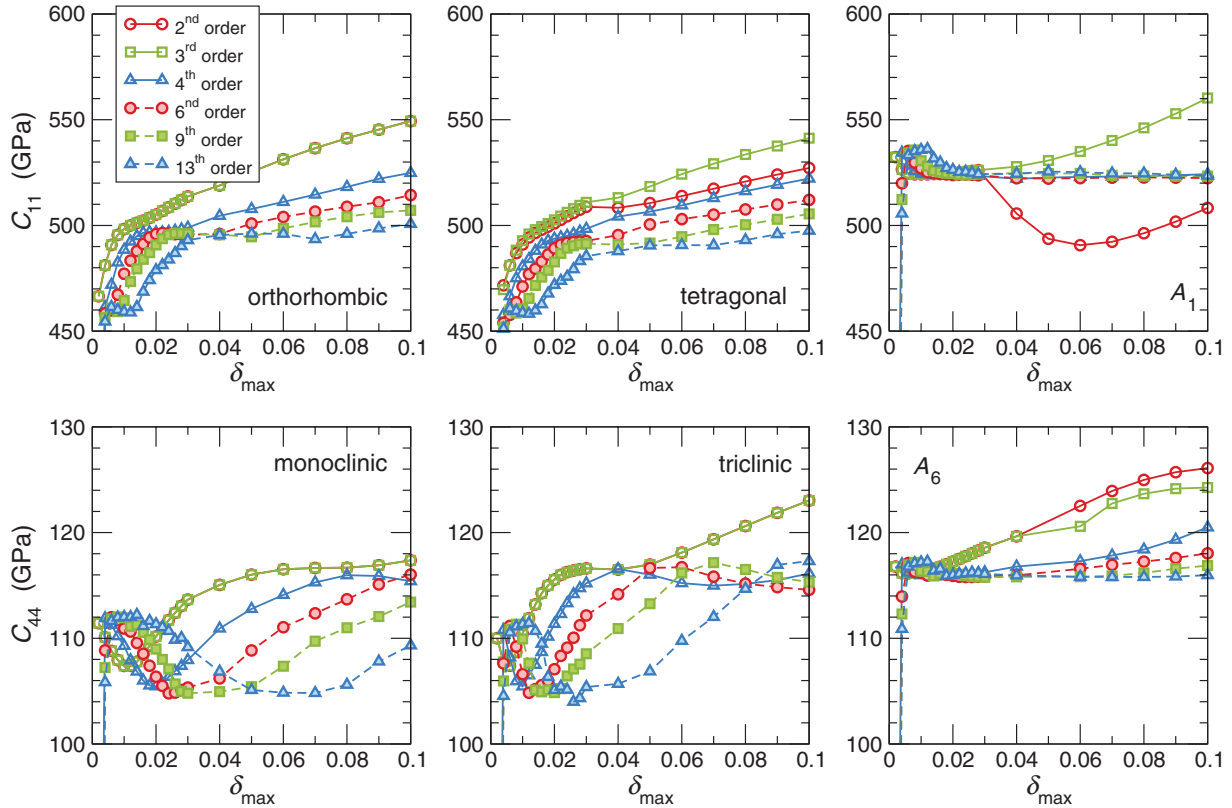 600
550
500
450
C₁₁ (GPa)
2ⁿᵈ order
3ʳᵈ order
4ᵗʰ order
6ⁿᵈ order
9ᵗʰ order
13ᵗʰ order
orthorhombic
0 0.02 0.04 0.06 0.08 0.1
δmax
600
550
500
450
tetragonal
0 0.02 0.04 0.06 0.08 0.1
δmax
600
550
500
450
A₁
0 0.02 0.04 0.06 0.08 0.1
δmax
130
120
110
100
C₄₄ (GPa)
monoclinic
0 0.02 0.04 0.06 0.08 0.1
δmax
130
120
110
100
triclinic
0 0.02 0.04 0.06 0.08 0.1
δmax
130
120
110
100
A₆
0 0.02 0.04 0.06 0.08 0.1
δmax